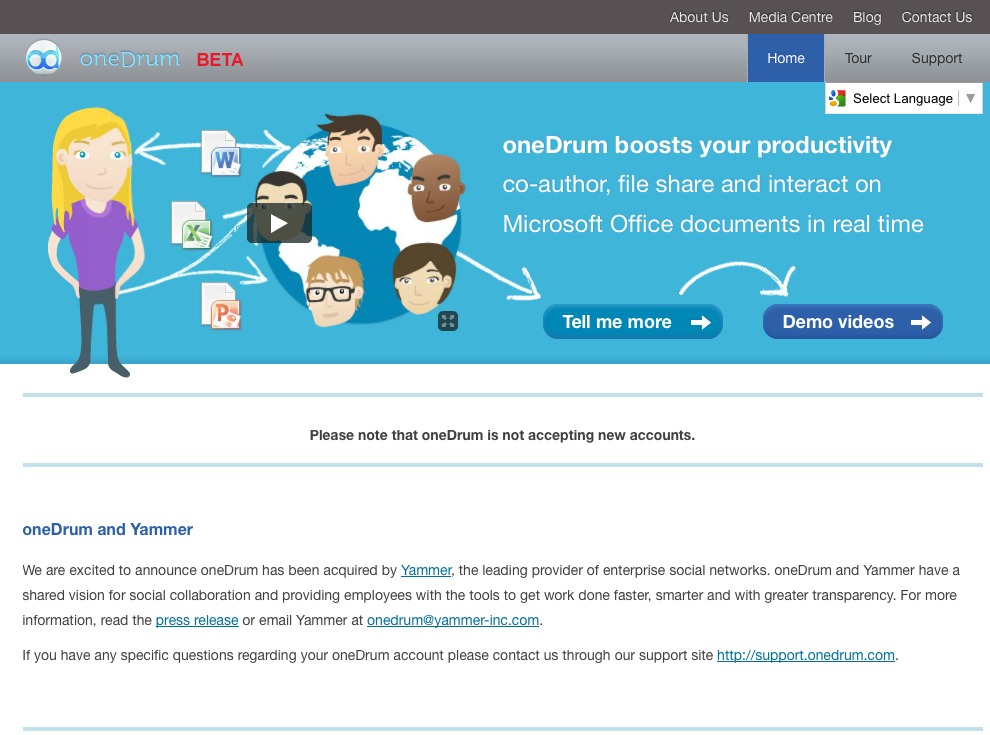 About Us Media Centre Blog Contact Us
oneDrum BETA Home Tour Support
Select Language ▼
oneDrum boosts your productivity
co-author, file share and interact on
Microsoft Office documents in real time
W
X
P
Tell me more Demo videos
Please note that oneDrum is not accepting new accounts.
oneDrum and Yammer
We are excited to announce oneDrum has been acquired by Yammer, the leading provider of enterprise social networks. oneDrum and Yammer have a
shared vision for social collaboration and providing employees with the tools to get work done faster, smarter and with greater transparency. For more
information, read the press release or email Yammer at onedrum@yammer-inc.com.
If you have any specific questions regarding your oneDrum account please contact us through our support site http://support.onedrum.com.